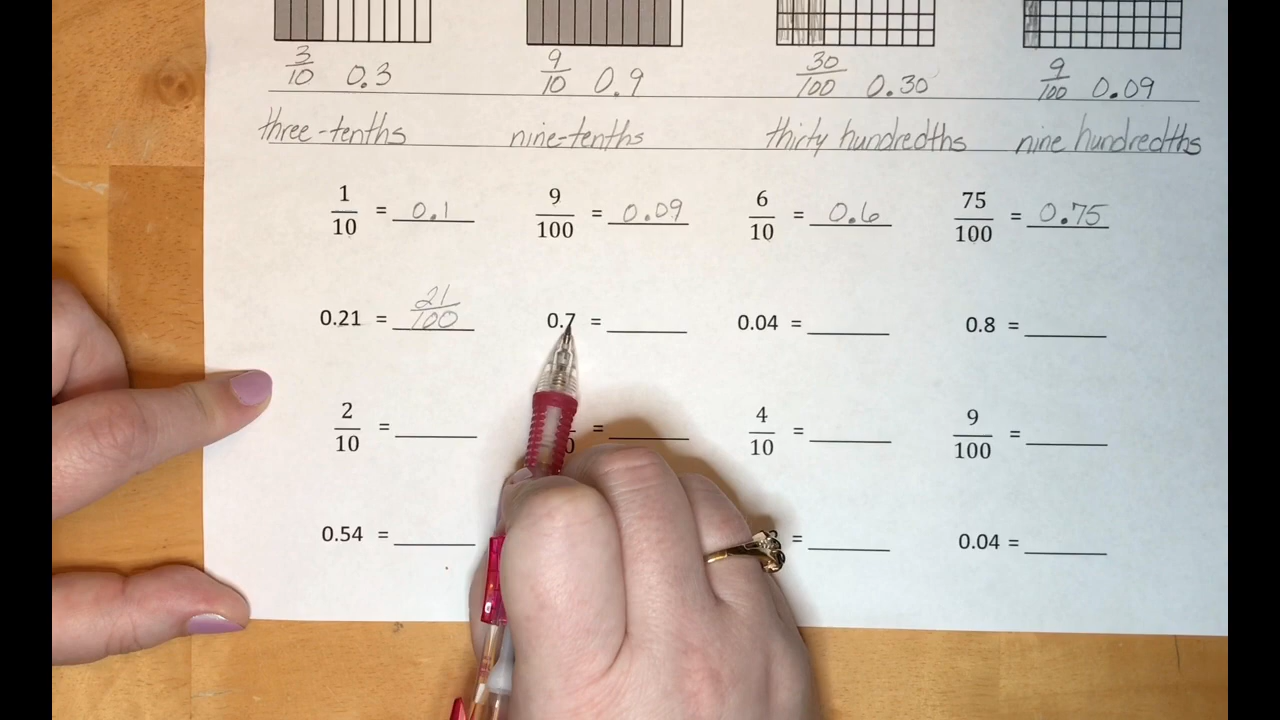 3/10 0.3 9/10 0.9 30/100 0.30 9/100 0.09
three-tenths nine-tenths thirty hundredths nine hundredths
1/10 = 0.1 9/100 = 0.09 6/10 = 0.6 75/100 = 0.75
0.21 = 21/100 0.7 = 0.04 = 0.8 =
2/10 = = 4/10 = 9/100 =
0.54 = = 0.04 =